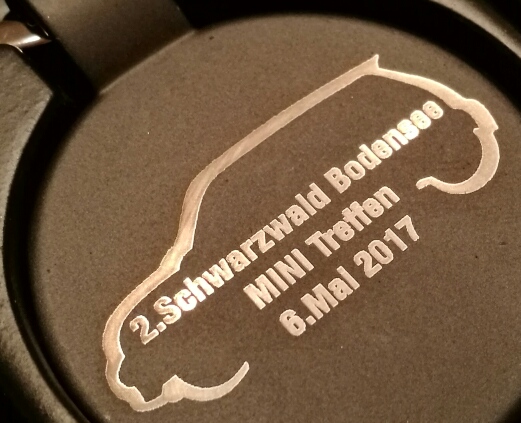 2.Schwarzwald Bodensee
MINI Treffen
6.Mai 2017